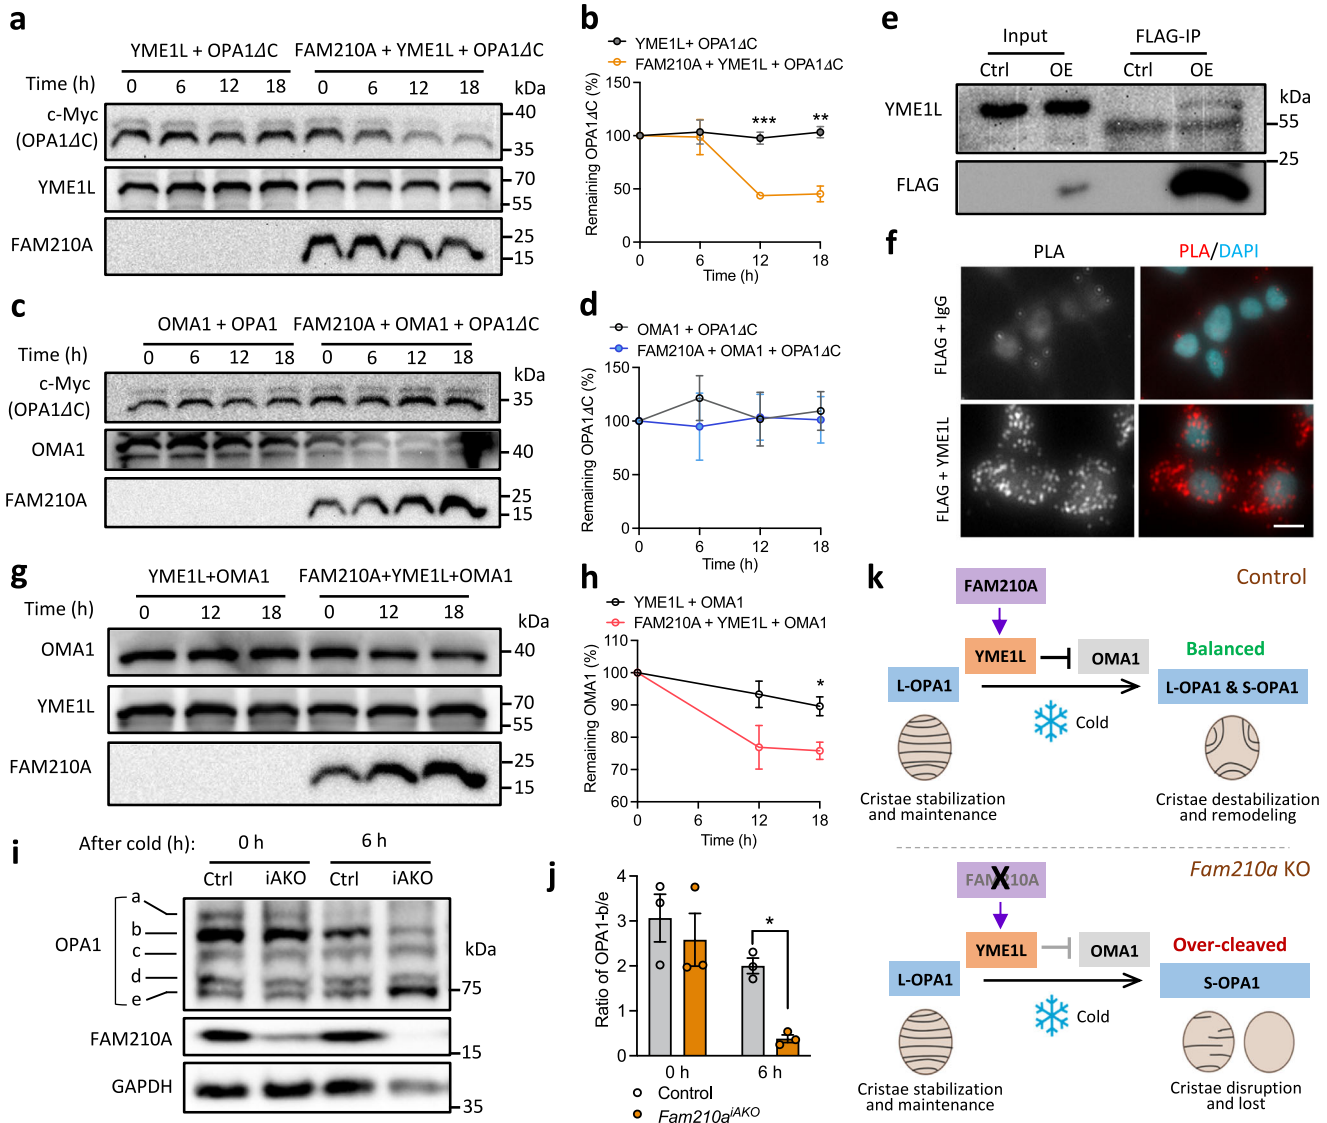 a
YME1L + OPA1ΔC
FAM210A + YME1L + OPA1ΔC
Time (h)
0 6 12 18 0 6 12 18
kDa
c-Myc
(OPA1ΔC)
40
35
YME1L
70
55
FAM210A
25
15
b
YME1L+ OPA1ΔC
FAM210A + YME1L + OPA1ΔC
Remaining OPA1ΔC (%)
150
100
50
0
*** **
0 6 12 18
Time (h)
c
OMA1 + OPA1
FAM210A + OMA1 + OPA1ΔC
Time (h)
0 6 12 18 0 6 12 18
kDa
c-Myc
(OPA1ΔC)
35
OMA1
40
FAM210A
25
15
d
OMA1 + OPA1ΔC
FAM210A + OMA1 + OPA1ΔC
Remaining OPA1ΔC (%)
150
100
50
0
0 6 12 18
Time (h)
e
Input
FLAG-IP
Ctrl OE Ctrl OE
kDa
YME1L
55
25
FLAG
f
PLA
PLA/DAPI
FLAG + IgG
FLAG + YME1L
g
YME1L+OMA1
FAM210A+YME1L+OMA1
Time (h)
0 12 18 0 12 18
kDa
OMA1
40
YME1L
70
55
FAM210A
25
15
h
YME1L + OMA1
FAM210A + YME1L + OMA1
Remaining OMA1 (%)
110
100
90
80
70
60
*
0 12 18
Time (h)
i
After cold (h):
0 h
6 h
Ctrl iAKO Ctrl iAKO
OPA1
a
b
c
d
e
kDa
75
FAM210A
15
GAPDH
35
j
Ratio of OPA1-b/e
4
3
2
1
0
*
0 h 6 h
Control
Fam210a iAKO
k
Control
FAM210A
YME1L
OMA1
Balanced
L-OPA1
L-OPA1 & S-OPA1
Cold
Cristae stabilization
and maintenance
Cristae destabilization
and remodeling
Fam210a KO
FAM210A
X
YME1L
OMA1
Over-cleaved
L-OPA1
S-OPA1
Cold
Cristae stabilization
and maintenance
Cristae disruption
and lost